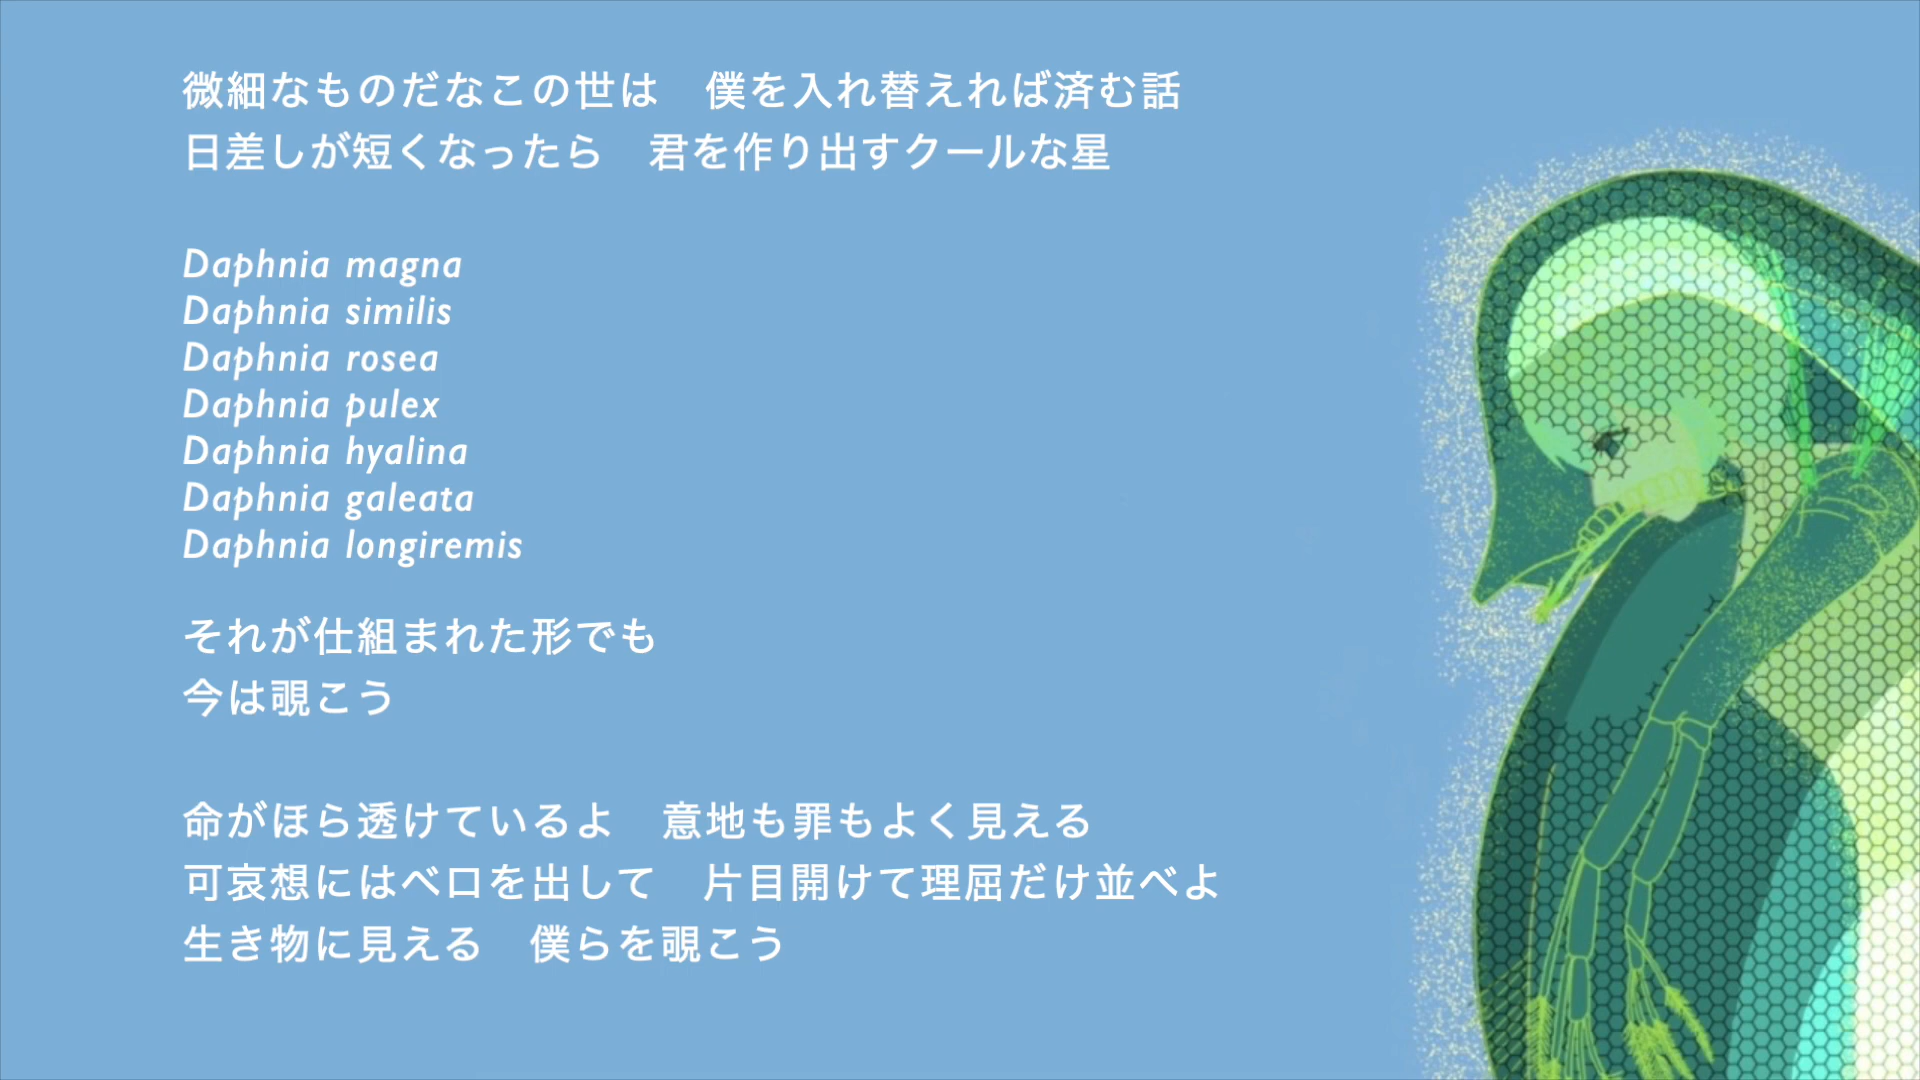 微細なものだなこの世は　僕を入れ替えれば済む話
日差しが短くなったら　君を作り出すクールな星
Daphnia magna
Daphnia similis
Daphnia rosea
Daphnia pulex
Daphnia hyalina
Daphnia galeata
Daphnia longiremis
それが仕組まれた形でも
今は覗こう
命がほら透けているよ　意地も罪もよく見える
可哀想にはベロを出して　片目開けて理屈だけ並べよ
生き物に見える　僕らを覗こう